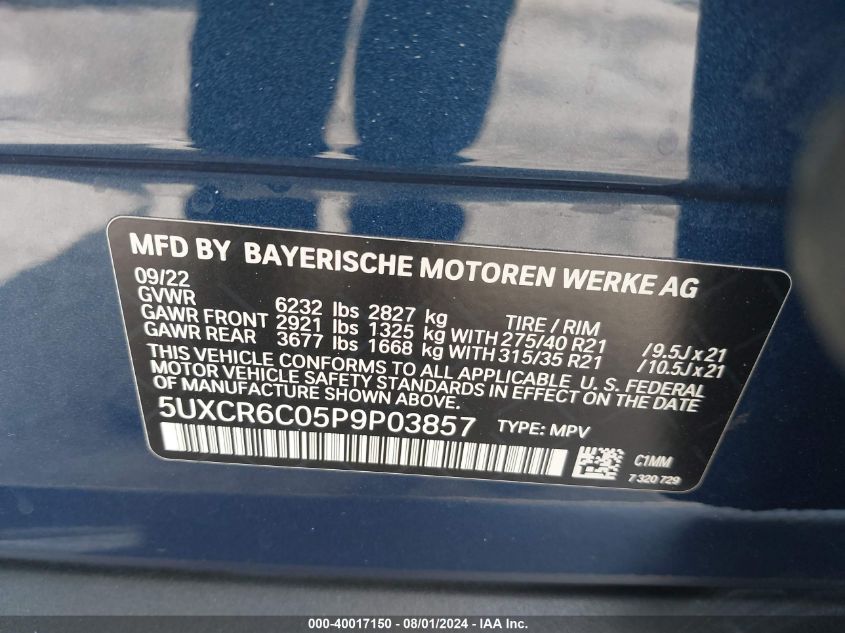 MFD BY BAYERISCHE MOTOREN WERKE AG
09/22
GVWR 6232 lbs 2827 kg TIRE / RIM
GAWR FRONT 2921 lbs 1325 kg WITH 275/40 R21 /9.5J x 21
GAWR REAR 3677 lbs 1668 kg WITH 315/35 R21 /10.5J x 21
THIS VEHICLE CONFORMS TO ALL APPLICABLE U. S. FEDERAL
MOTOR VEHICLE SAFETY STANDARDS IN EFFECT ON THE DATE
OF MANUFACTURE SHOWN ABOVE.
5UXCR6C05P9P03857 TYPE: MPV
C1MM
7 320 729
000-40017150 - 08/01/2024 - IAA Inc.